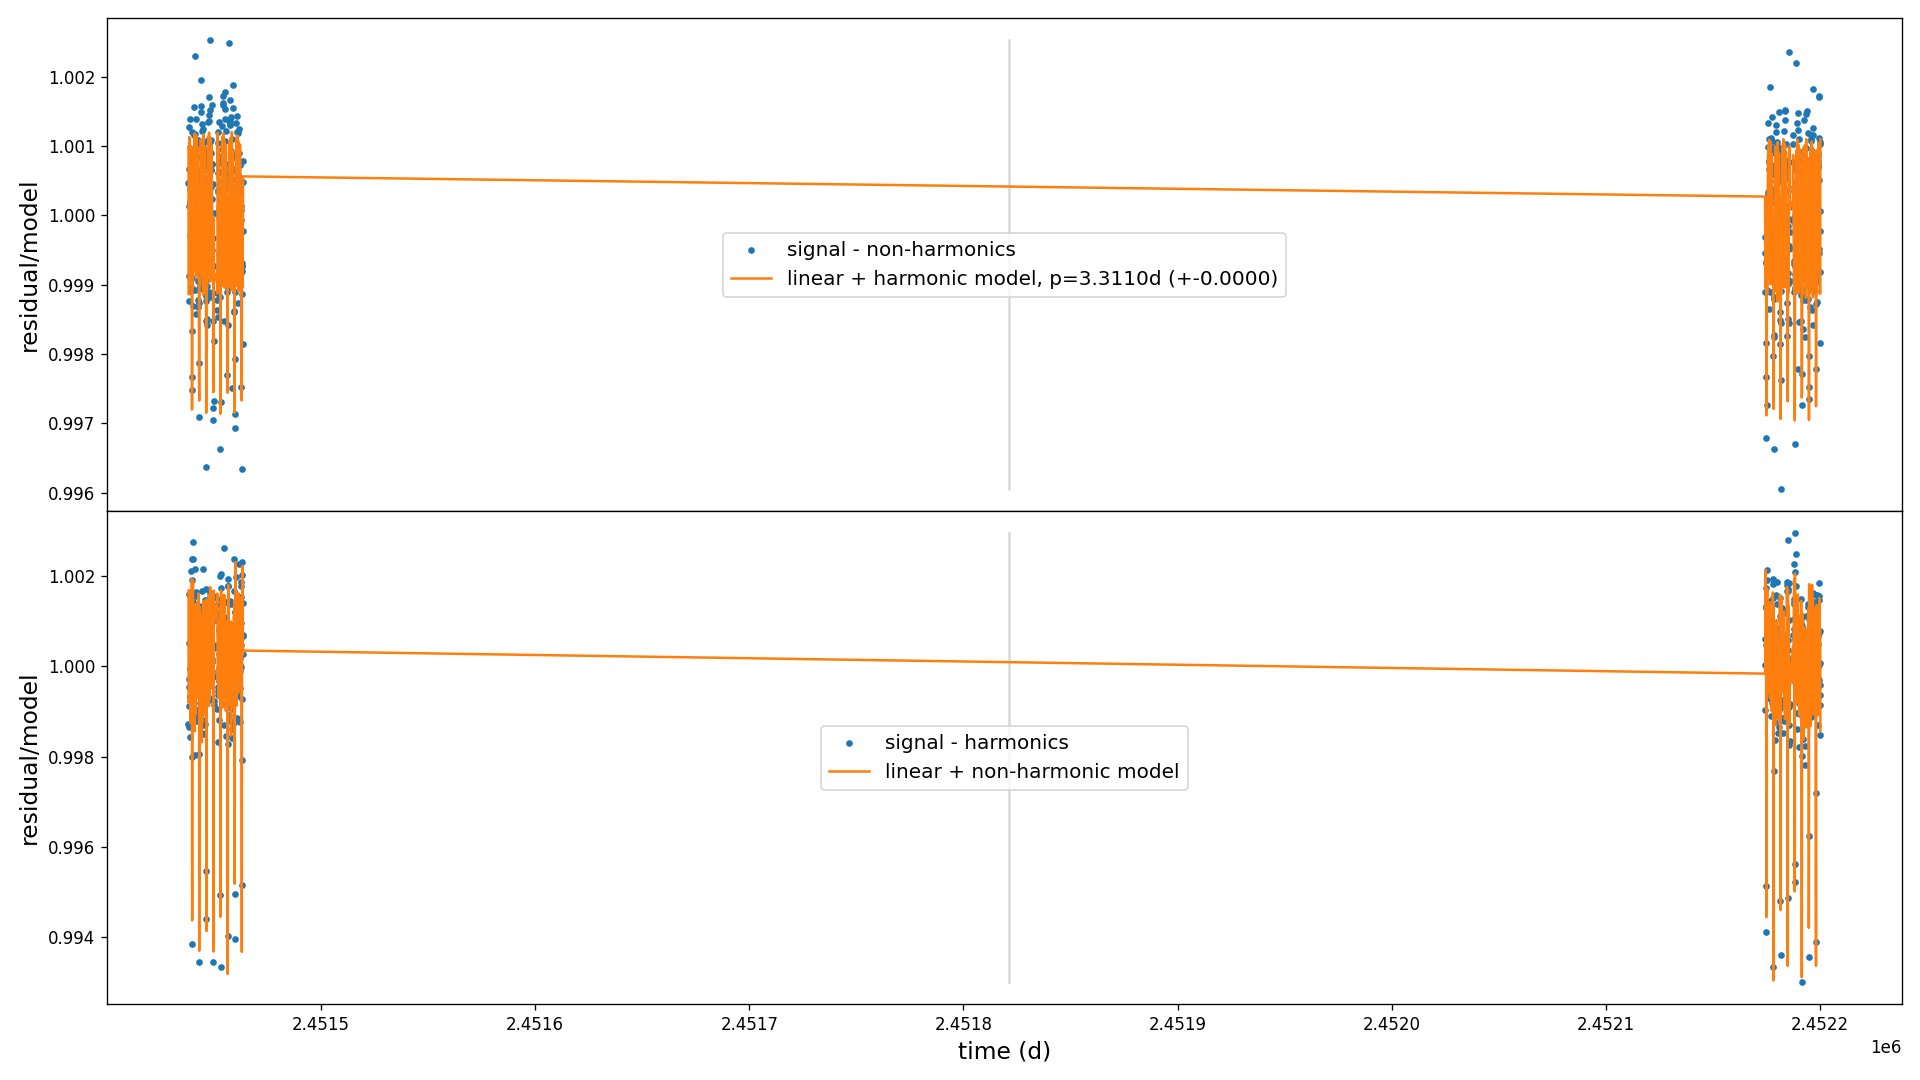 1.002
1.001
1.000
0.999
0.998
0.997
0.996
residual/model
signal - non-harmonics
linear + harmonic model, p=3.3110d (+-0.0000)
1.002
1.000
0.998
0.996
0.994
residual/model
signal - harmonics
linear + non-harmonic model
2.4515 2.4516 2.4517 2.4518 2.4519 2.4520 2.4521 2.4522
1e6
time (d)